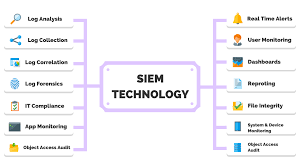 Log Analysis
Log Collection
Log Correlation
Log Forensics
IT Compliance
App Monitoring
Object Access Audit
SIEM
TECHNOLOGY
Real Time Alerts
User Monitoring
Dashboards
Reproting
File Integrity
System & Device
Monitoring
Object Access
Audit